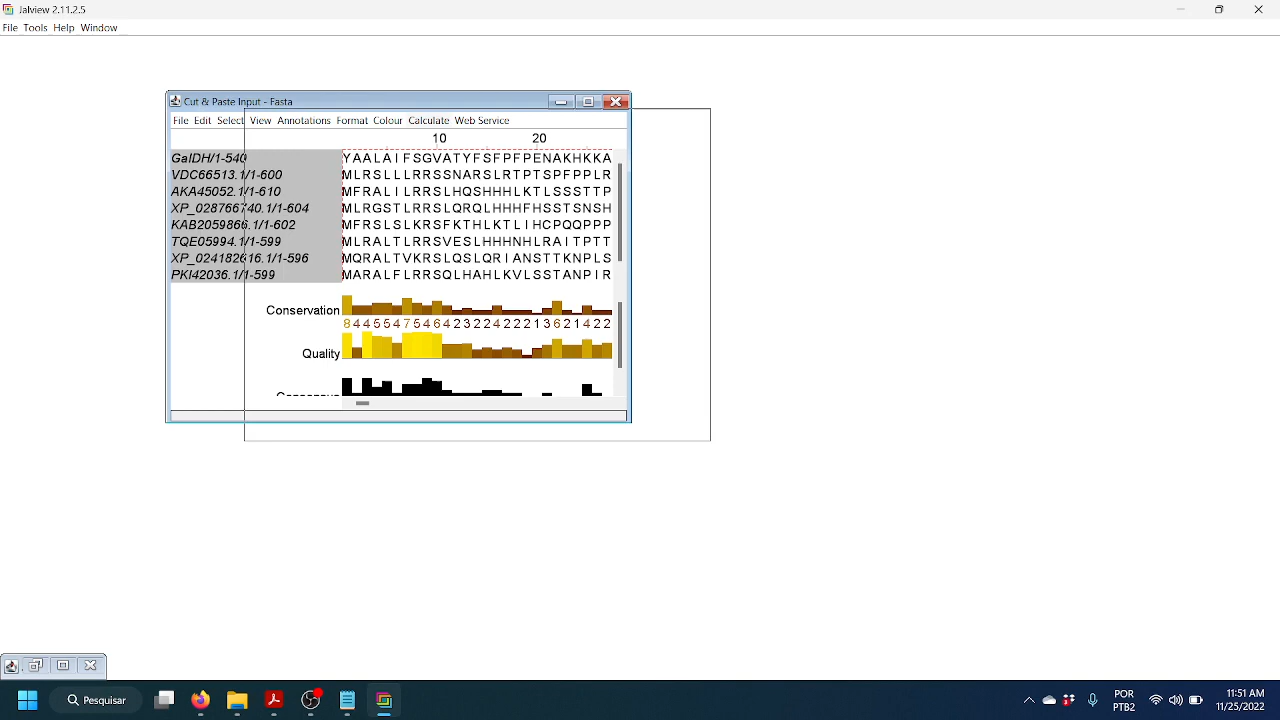 Jalview 2.11.2.5
File Tools Help Window
Cut & Paste Input - Fasta
File Edit Select View Annotations Format Colour Calculate Web Service
10 20
GalDH/1-540 YAALAIFSGVATYFSFPFPENAKHKKA
VDC66513.1/1-600 MLRSLLLRRSSNARSLRTPTSPFPPLR
AKA45052.1/1-610 MFRALILRRSLHQSHHHLKTLSSSTTP
XP_028766740.1/1-604 MLRGSTLRRSLQRQLHHHFHSSTSNSH
KAB2059866.1/1-602 MFRSLSLKRSFKTHLKTLIHCPQQPPP
TQE05994.1/1-599 MLRALTLRRSVESLHHHNHLRAITPTT
XP_024182616.1/1-596 MQRALTVKRSLQSLQRIANSTTKNPLS
PKI42036.1/1-599 MARALFLRRSQLHAHLKVLSSTANPIR
Conservation
844554754642322422213621422
Quality
Consensus
Pesquisar
POR
PTB2
11:51 AM
11/25/2022